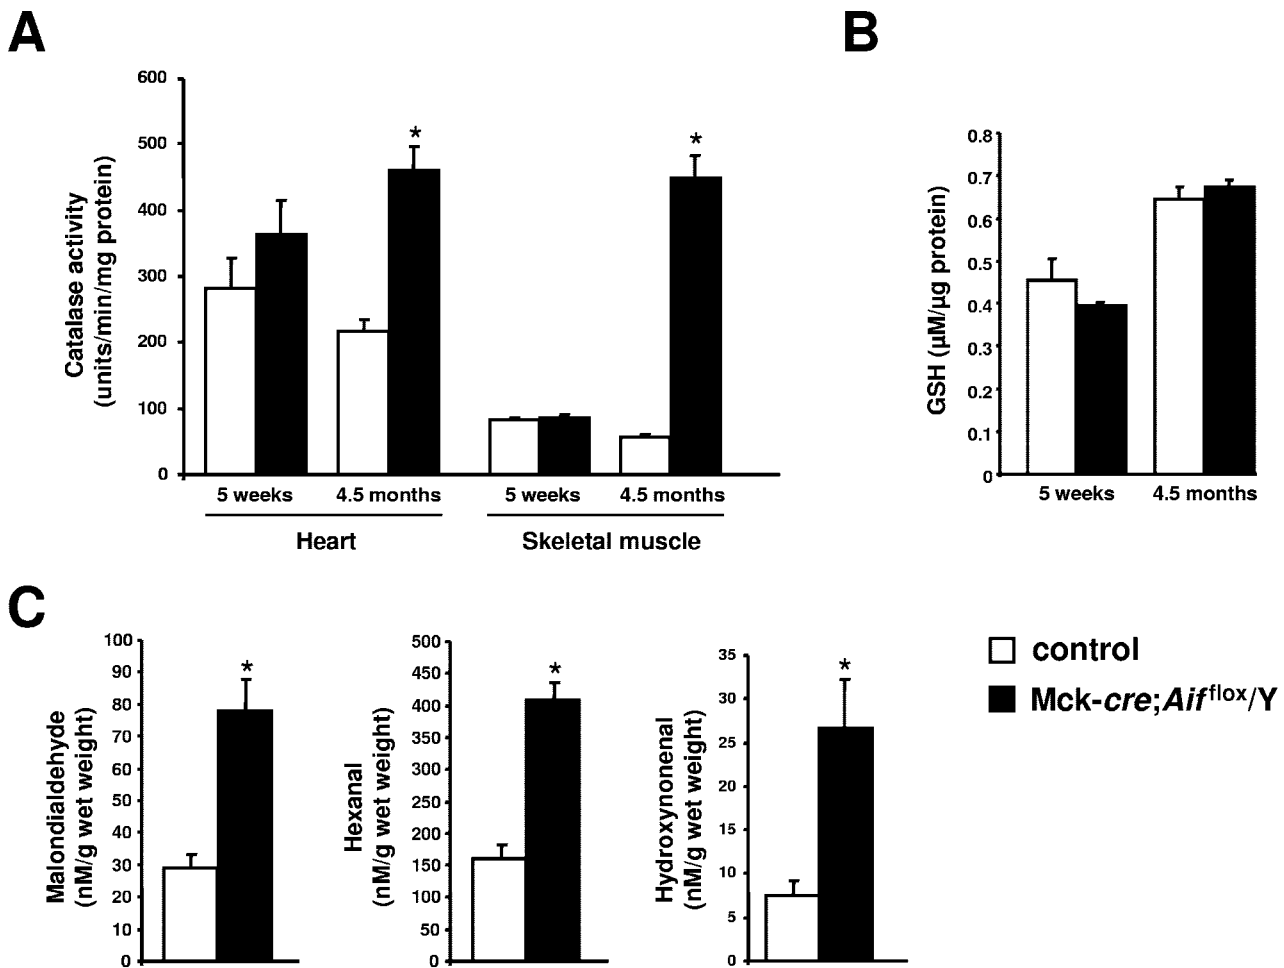 A
Catalase activity
(units/min/mg protein)
600
500
400
300
200
100
0
*
*
5 weeks
4.5 months
5 weeks
4.5 months
Heart
Skeletal muscle
B
GSH (µM/µg protein)
0.8
0.7
0.6
0.5
0.4
0.3
0.2
0.1
0
5 weeks
4.5 months
C
Malondialdehyde
(nM/g wet weight)
100
90
80
70
60
50
40
30
20
10
0
*
Hexanal
(nM/g wet weight)
500
450
400
350
300
250
200
150
100
50
0
*
Hydroxynonenal
(nM/g wet weight)
35
30
25
20
15
10
5
0
*
control
Mck-cre;Aif flox/Y